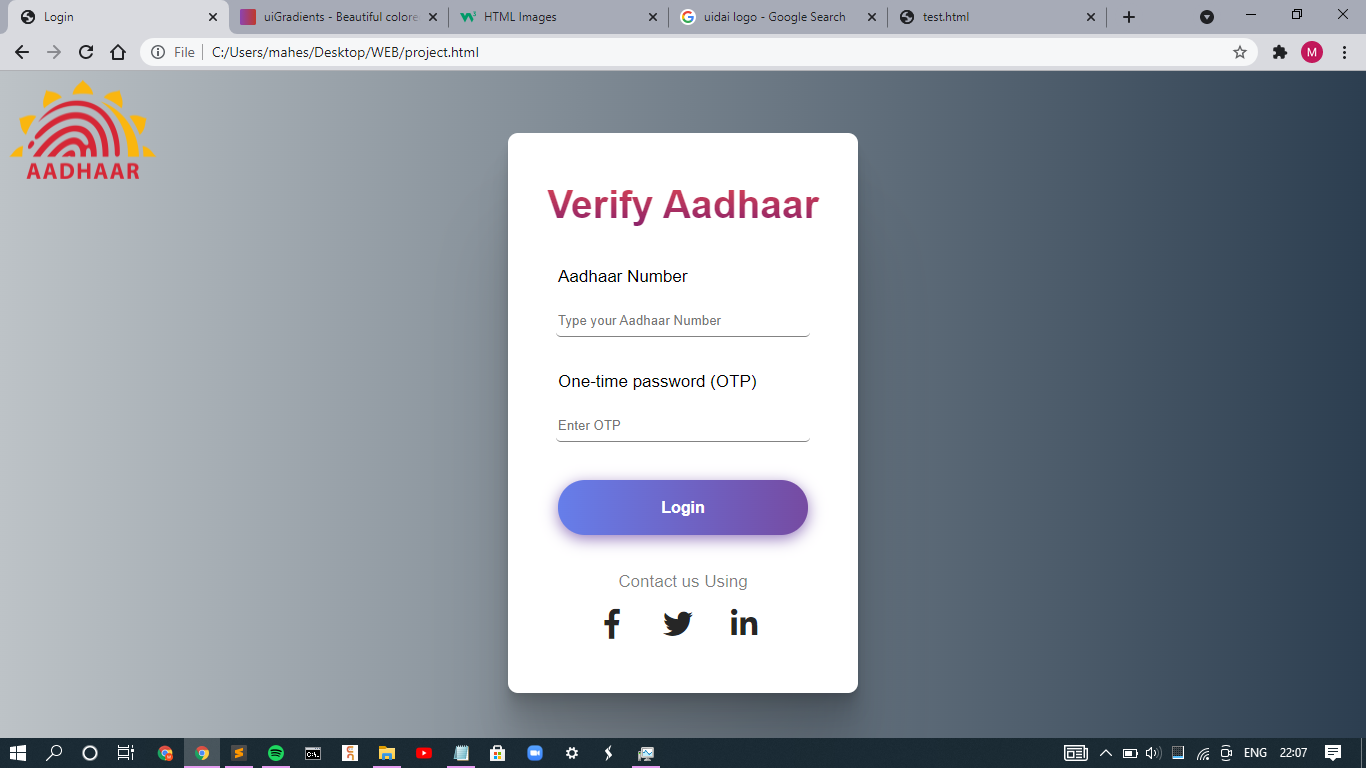 Login
uiGradients - Beautiful colore
HTML Images
uidai logo - Google Search
test.html
File
C:/Users/mahes/Desktop/WEB/project.html
M
AADHAAR
Verify Aadhaar
Aadhaar Number
Type your Aadhaar Number
One-time password (OTP)
Enter OTP
Login
Contact us Using
ENG
22:07